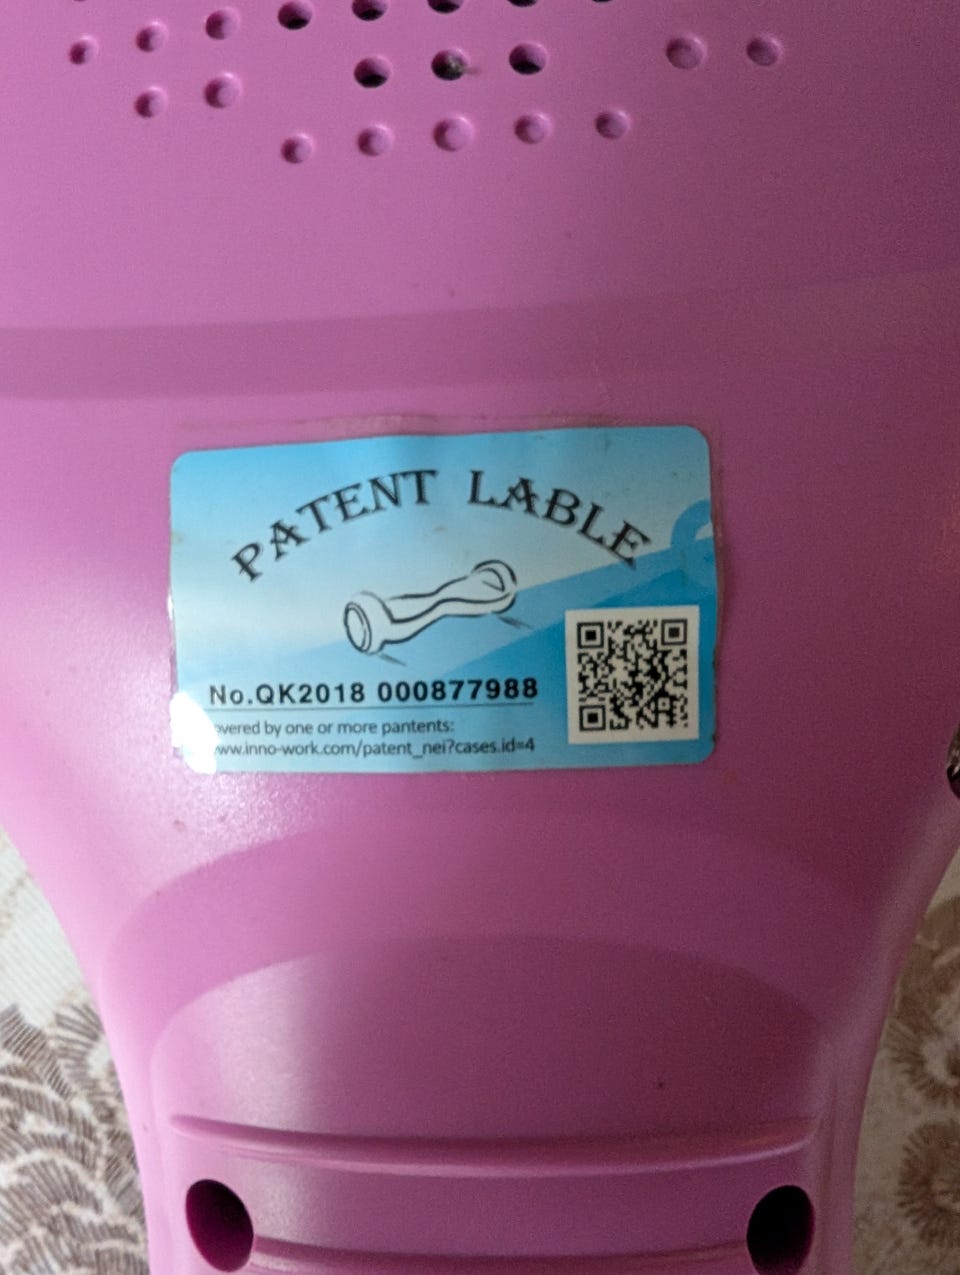 PATENT LABLE
No.QK2018 000877988
overed by one or more pantents:
www.inno-work.com/patent_nei?cases.id=4